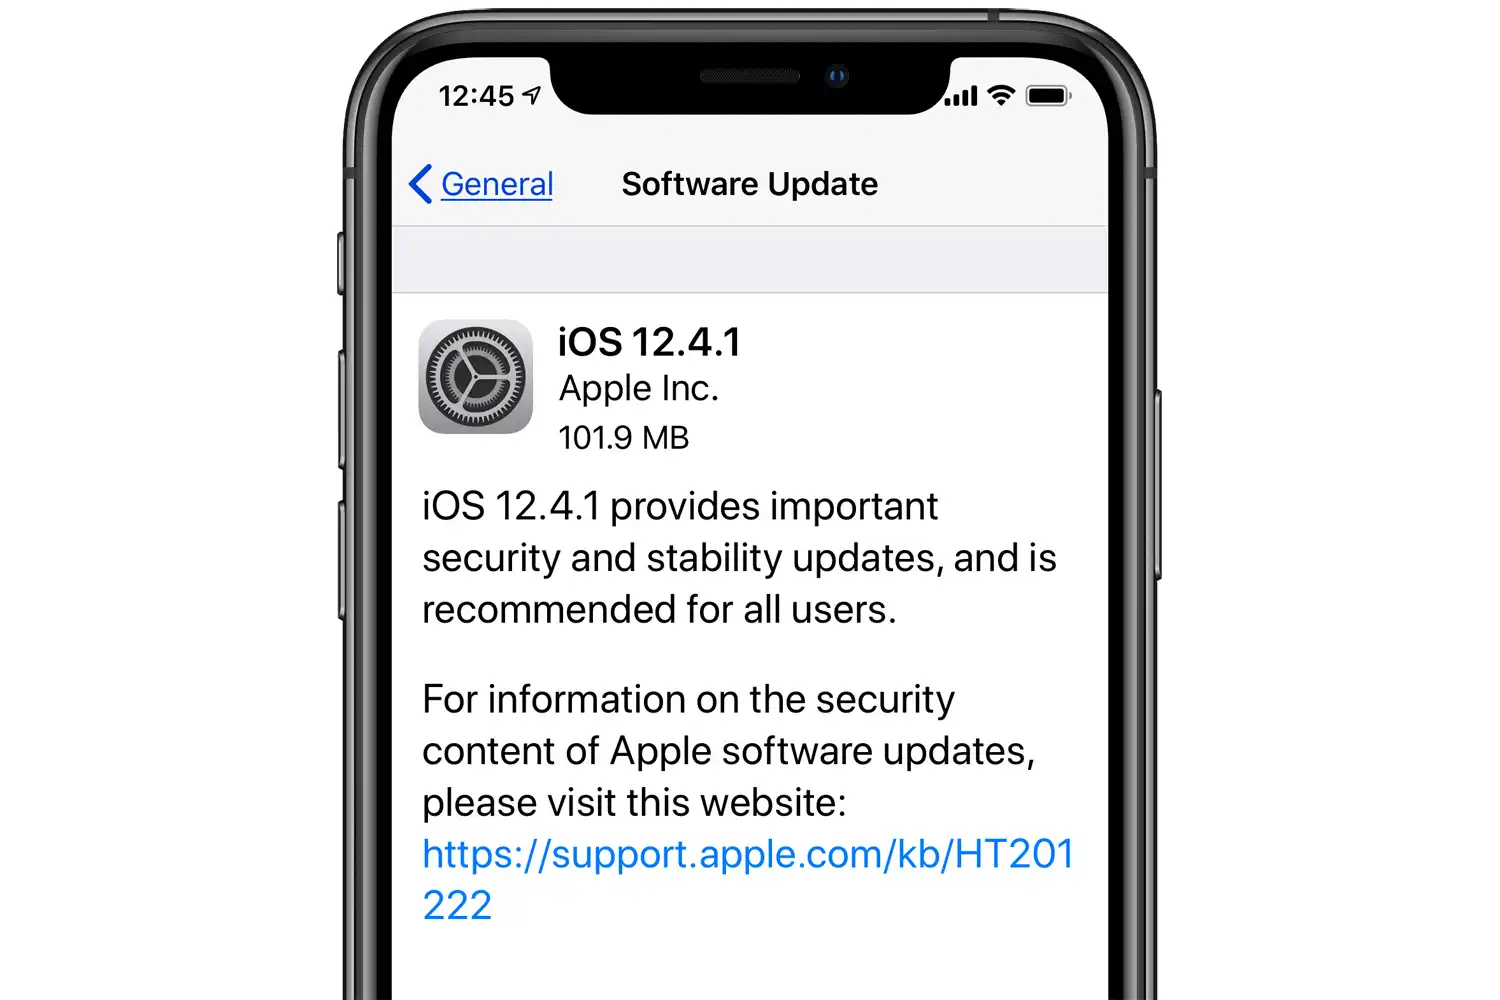 12:45
General
Software Update
iOS 12.4.1
Apple Inc.
101.9 MB
iOS 12.4.1 provides important
security and stability updates, and is
recommended for all users.
For information on the security
content of Apple software updates,
please visit this website:
https://support.apple.com/kb/HT201
222